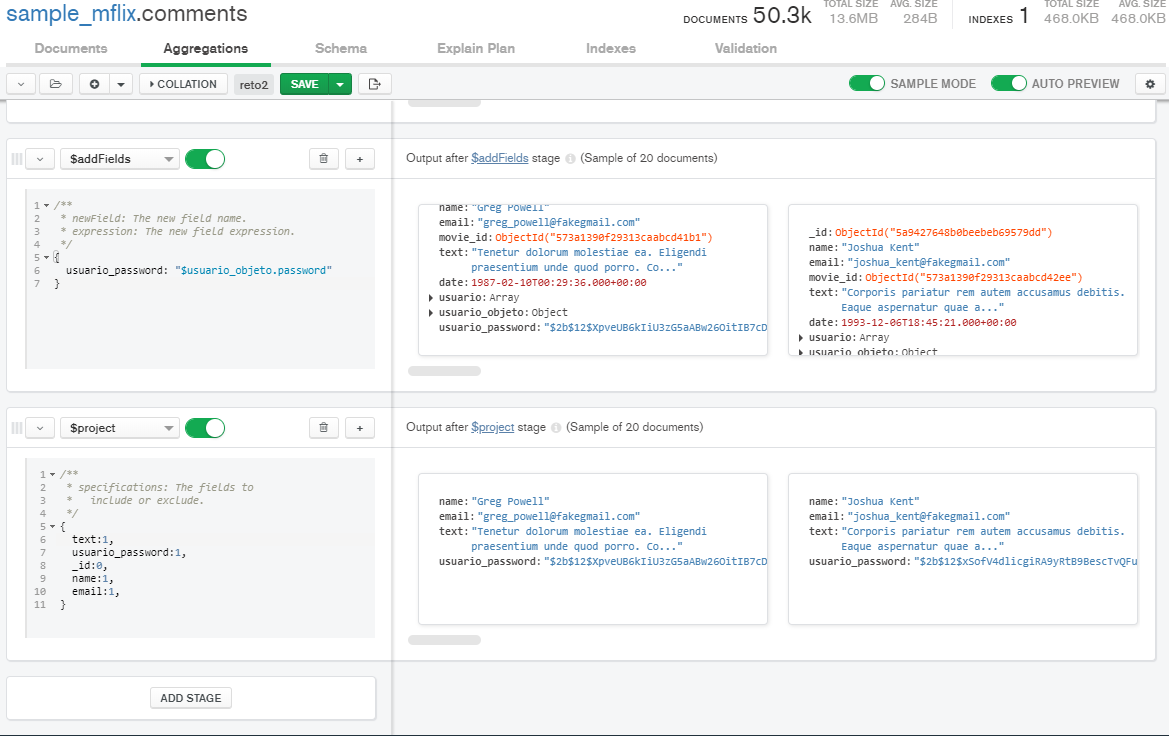 sample_mflix.comments
DOCUMENTS 50.3k TOTAL SIZE 13.6MB AVG. SIZE 284B INDEXES 1 TOTAL SIZE 468.0KB AVG. SIZE 468.0KB
Documents Aggregations Schema Explain Plan Indexes Validation
COLLATION reto2 SAVE SAMPLE MODE AUTO PREVIEW
$addFields
Output after $addFields stage (Sample of 20 documents)
1 /**
2 * newField: The new field name.
3 * expression: The new field expression.
4 */
5 {
6 usuario_password: "$usuario_objeto.password"
7 }
name: "Greg Powell"
email: "greg_powell@fakegmail.com"
movie_id: ObjectId("573a1390f29313caabcd41b1")
text: "Tenetur dolorum molestiae ea. Eligendi
praesentium unde quod porro. Co..."
date: 1987-02-10T00:29:36.000+00:00
usuario: Array
usuario_objeto: Object
usuario_password: "$2b$12$XpveUB6kIiU3zG5aABw26OitIB7cD
_id: ObjectId("5a9427648b0beebeb69579dd")
name: "Joshua Kent"
email: "joshua_kent@fakegmail.com"
movie_id: ObjectId("573a1390f29313caabcd42ee")
text: "Corporis pariatur rem autem accusamus debitis.
Eaque aspernatur quae a..."
date: 1993-12-06T18:45:21.000+00:00
usuario: Array
usuario_objeto: Object
$project
Output after $project stage (Sample of 20 documents)
1 /**
2 * specifications: The fields to
3 * include or exclude.
4 */
5 {
6 text:1,
7 usuario_password:1,
8 _id:0,
9 name:1,
10 email:1,
11 }
name: "Greg Powell"
email: "greg_powell@fakegmail.com"
text: "Tenetur dolorum molestiae ea. Eligendi
praesentium unde quod porro. Co..."
usuario_password: "$2b$12$XpveUB6kIiU3zG5aABw26OitIB7cD
name: "Joshua Kent"
email: "joshua_kent@fakegmail.com"
text: "Corporis pariatur rem autem accusamus debitis.
Eaque aspernatur quae a..."
usuario_password: "$2b$12$xSofV4dlicgiRA9yRtB9BescTvQFu
ADD STAGE